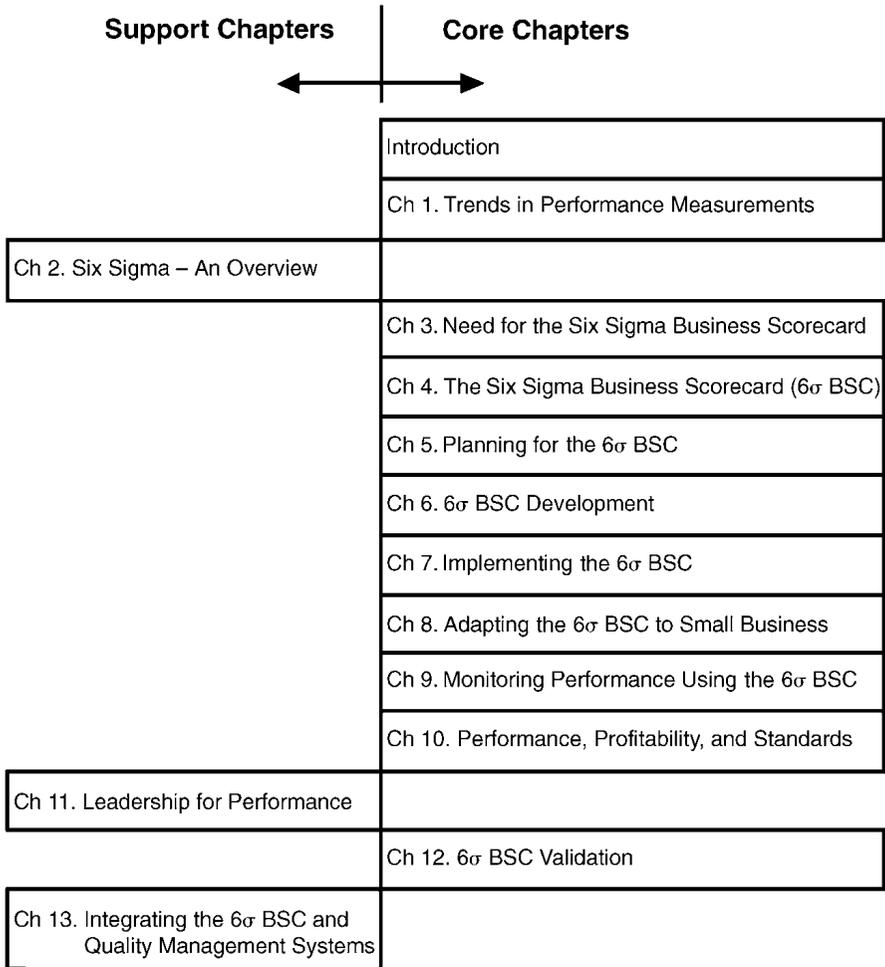 Support Chapters
Core Chapters
Introduction
Ch 1. Trends in Performance Measurements
Ch 2. Six Sigma – An Overview
Ch 3. Need for the Six Sigma Business Scorecard
Ch 4. The Six Sigma Business Scorecard (6σ BSC)
Ch 5. Planning for the 6σ BSC
Ch 6. 6σ BSC Development
Ch 7. Implementing the 6σ BSC
Ch 8. Adapting the 6σ BSC to Small Business
Ch 9. Monitoring Performance Using the 6σ BSC
Ch 10. Performance, Profitability, and Standards
Ch 11. Leadership for Performance
Ch 12. 6σ BSC Validation
Ch 13. Integrating the 6σ BSC and
Quality Management Systems